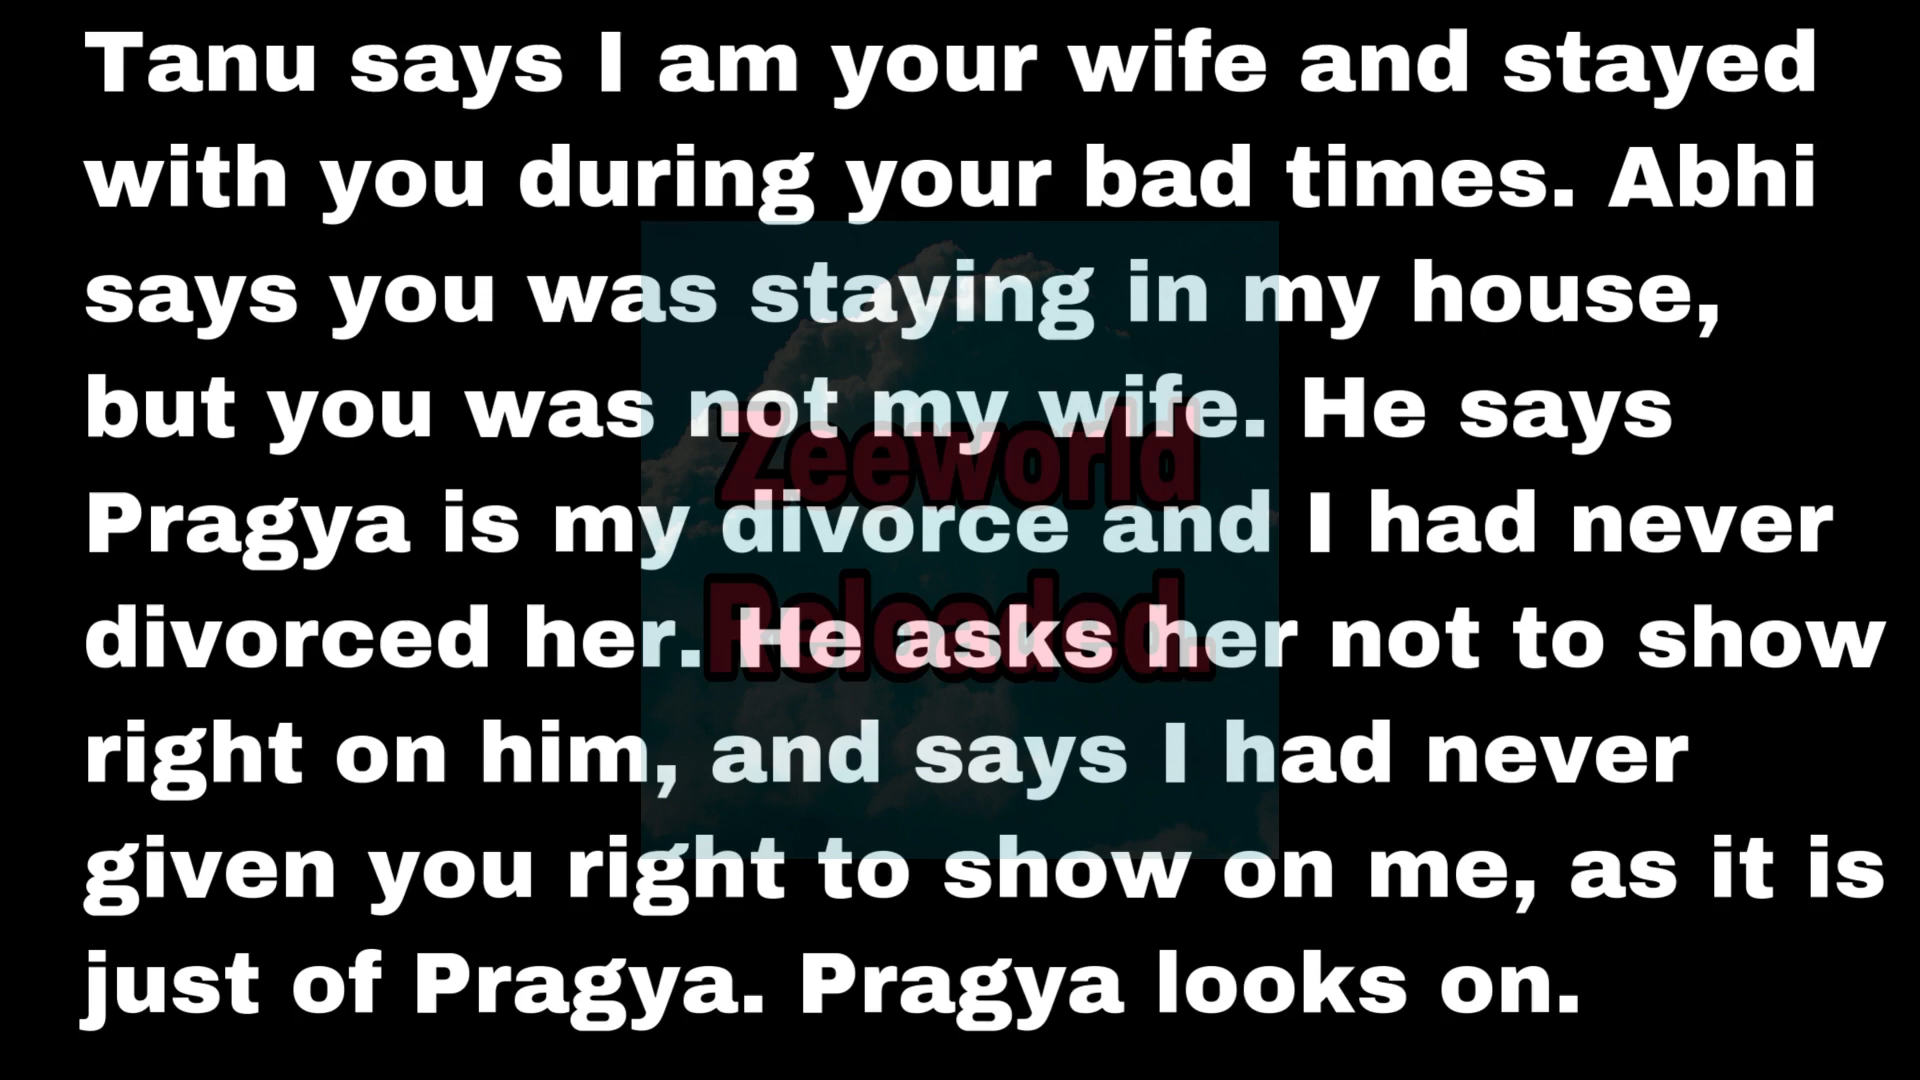 Tanu says I am your wife and stayed
with you during your bad times. Abhi
says you was staying in my house,
but you was not my wife. He says
Pragya is my divorce and I had never
divorced her. He asks her not to show
right on him, and says I had never
given you right to show on me, as it is
just of Pragya. Pragya looks on.
Zeeworld
Reloaded.